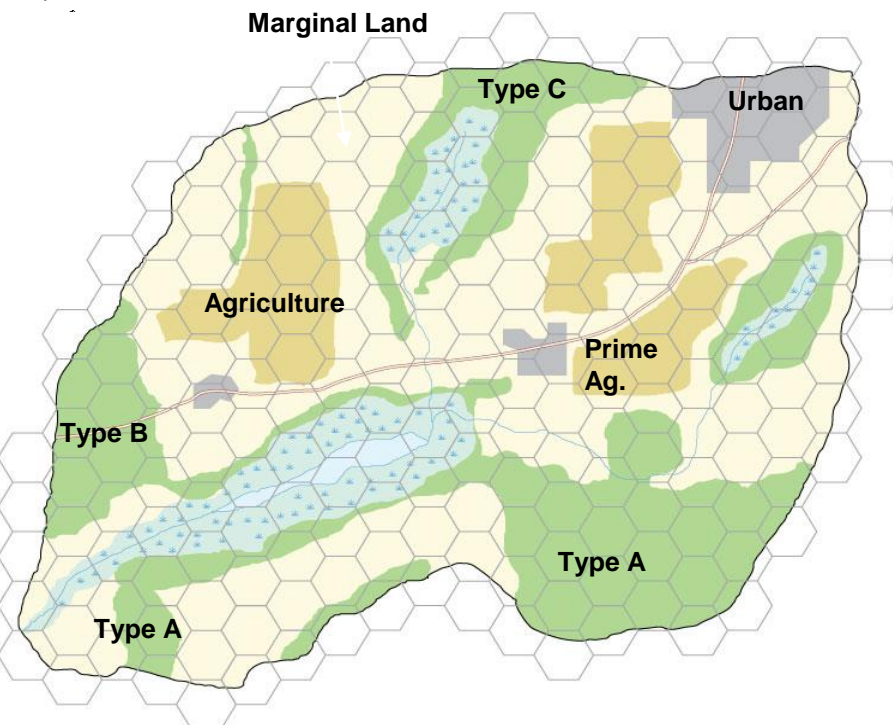 Marginal Land
Type C
Urban
Agriculture
Prime
Ag.
Type B
Type A
Type A